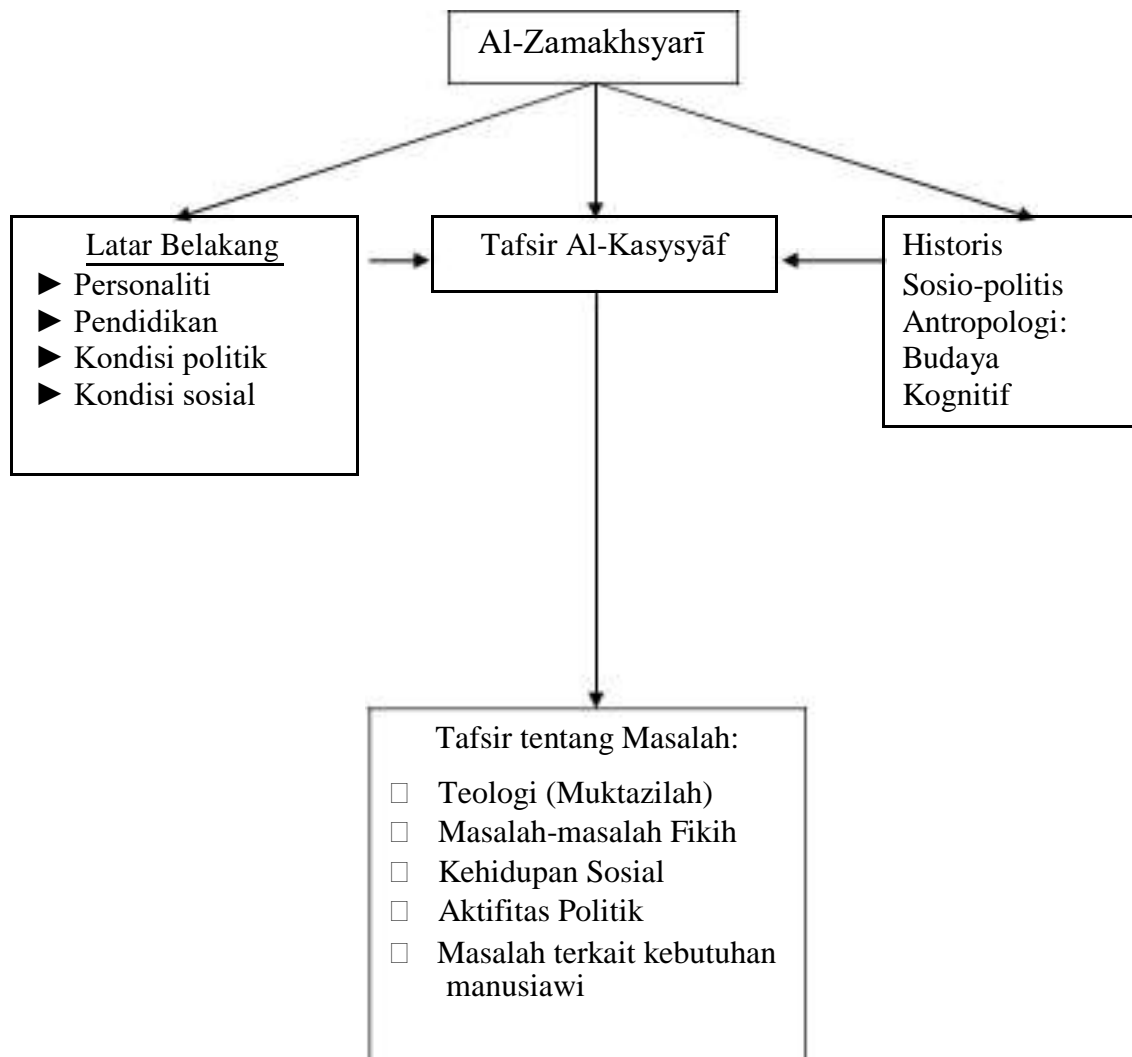 Al-Zamakhsyarī
Latar Belakang
► Personaliti
► Pendidikan
► Kondisi politik
► Kondisi sosial
Tafsir Al-Kasysyāf
Historis
Sosio-politis
Antropologi:
Budaya
Kognitif
Tafsir tentang Masalah:
Teologi (Muktazilah)
Masalah-masalah Fikih
Kehidupan Sosial
Aktifitas Politik
Masalah terkait kebutuhan
manusiawi